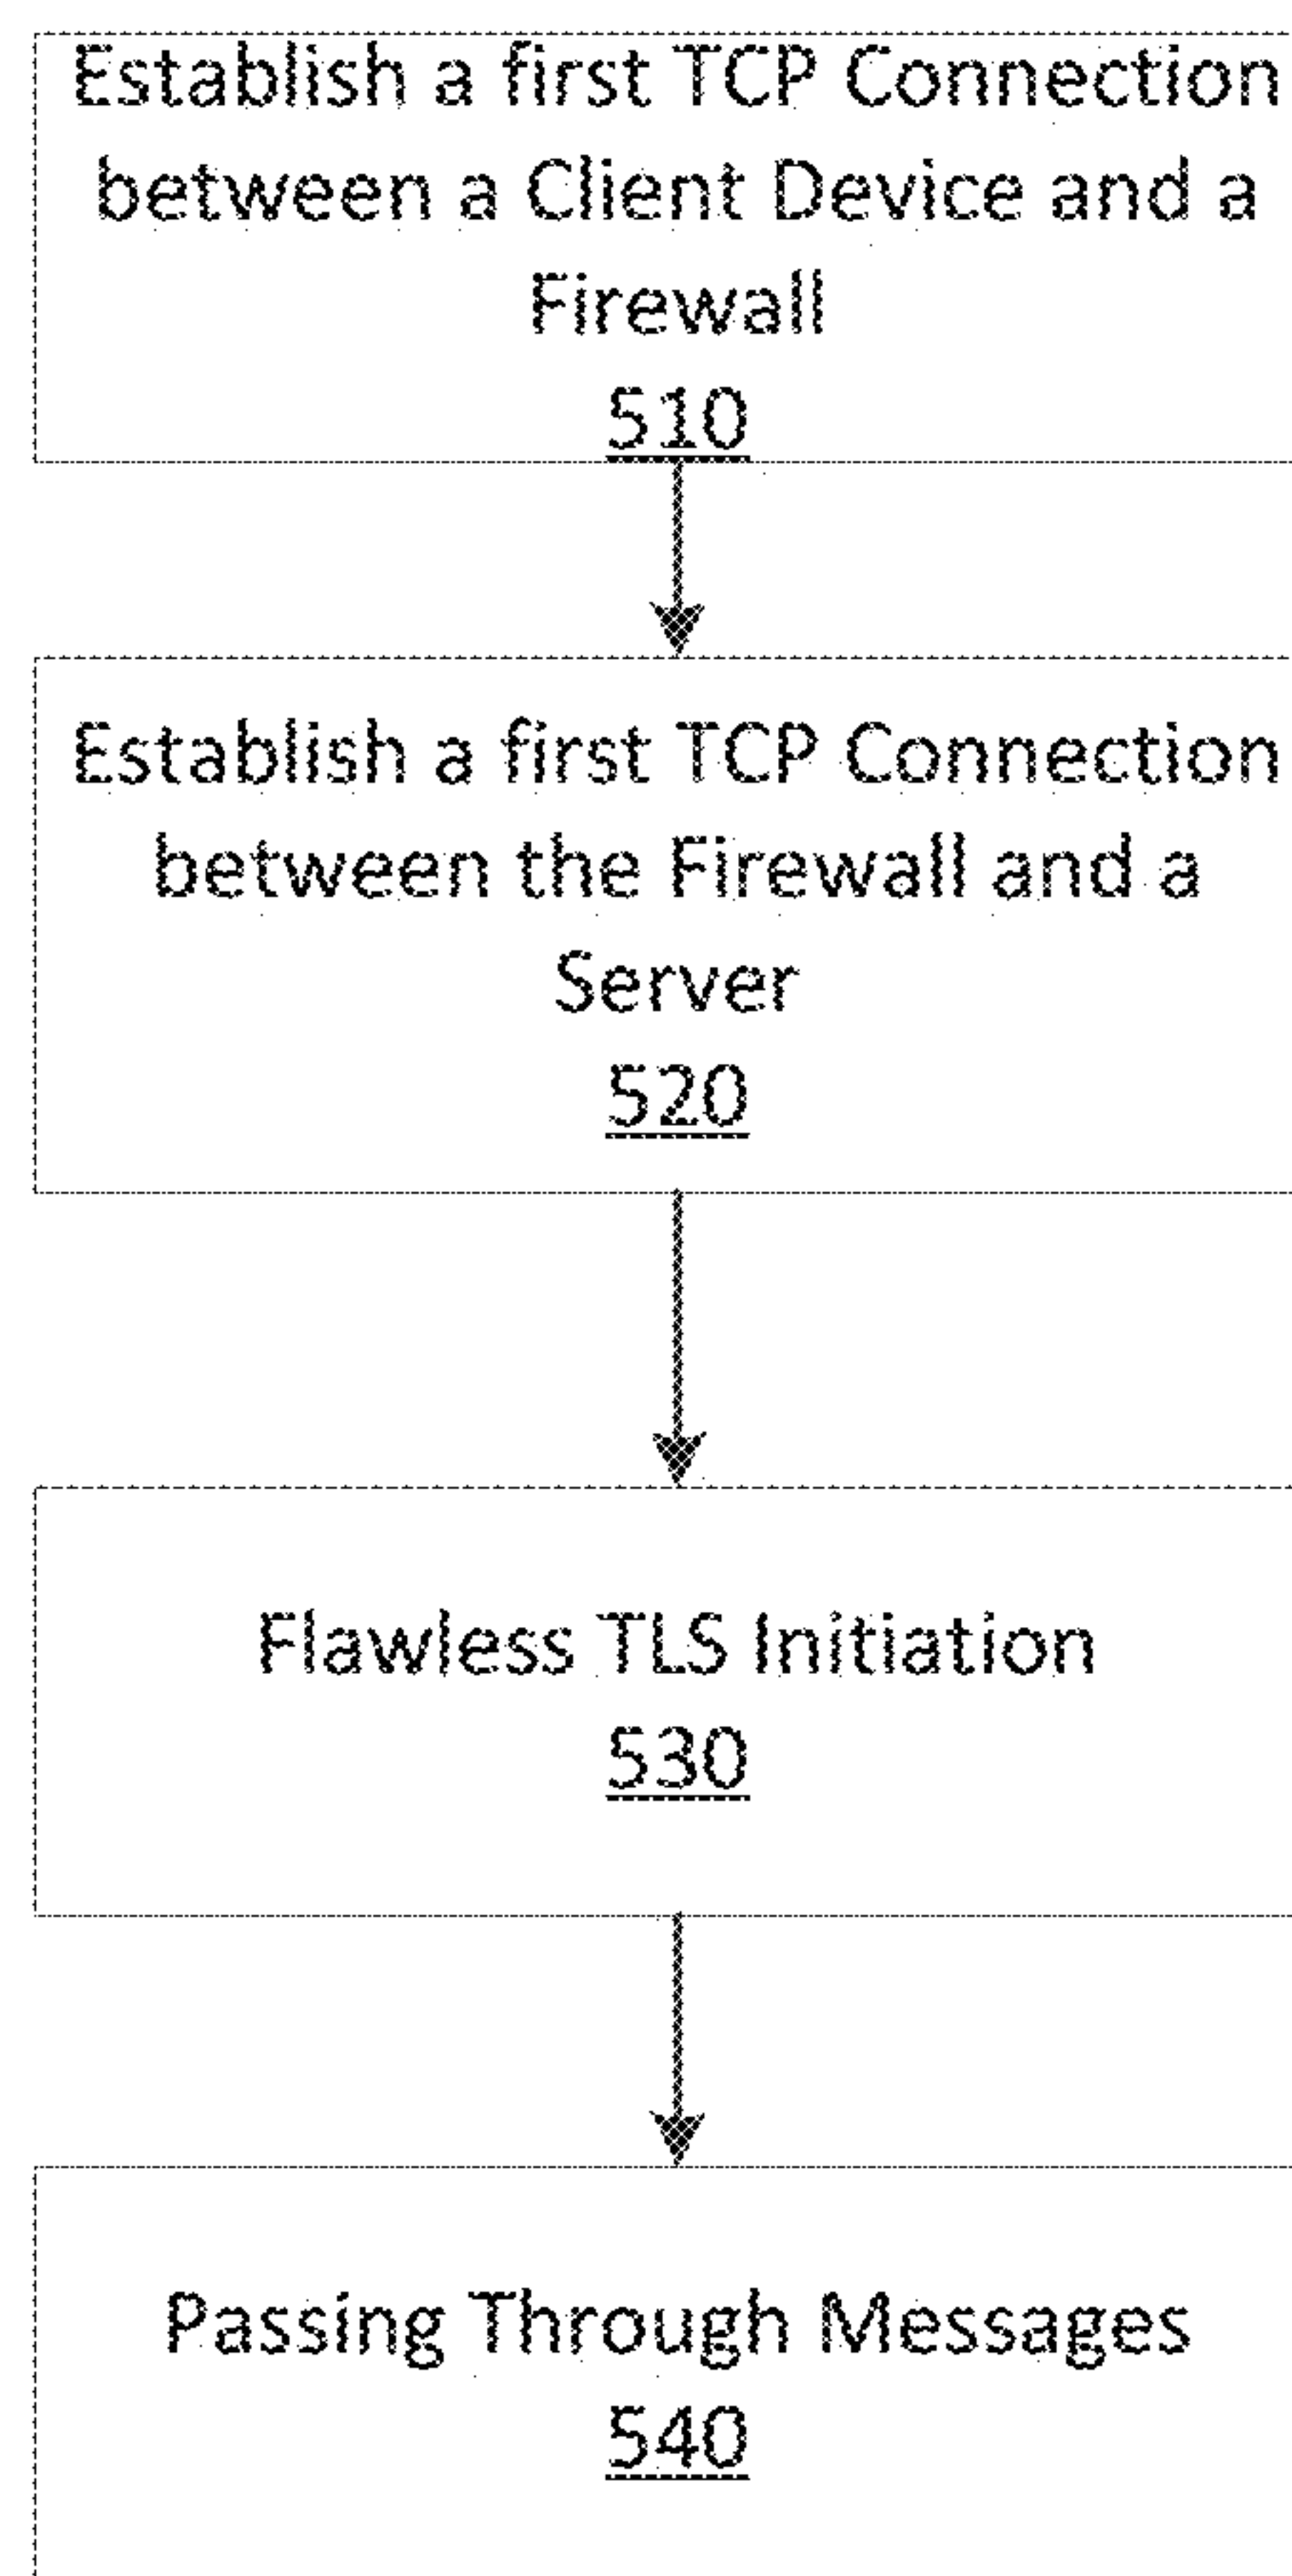 Establish a first TCP Connection
between a Client Device and a
Firewall
510
Establish a first TCP Connection
between the Firewall and a
Server
520
Flawless TLS Initiation
530
Passing Through Messages
540